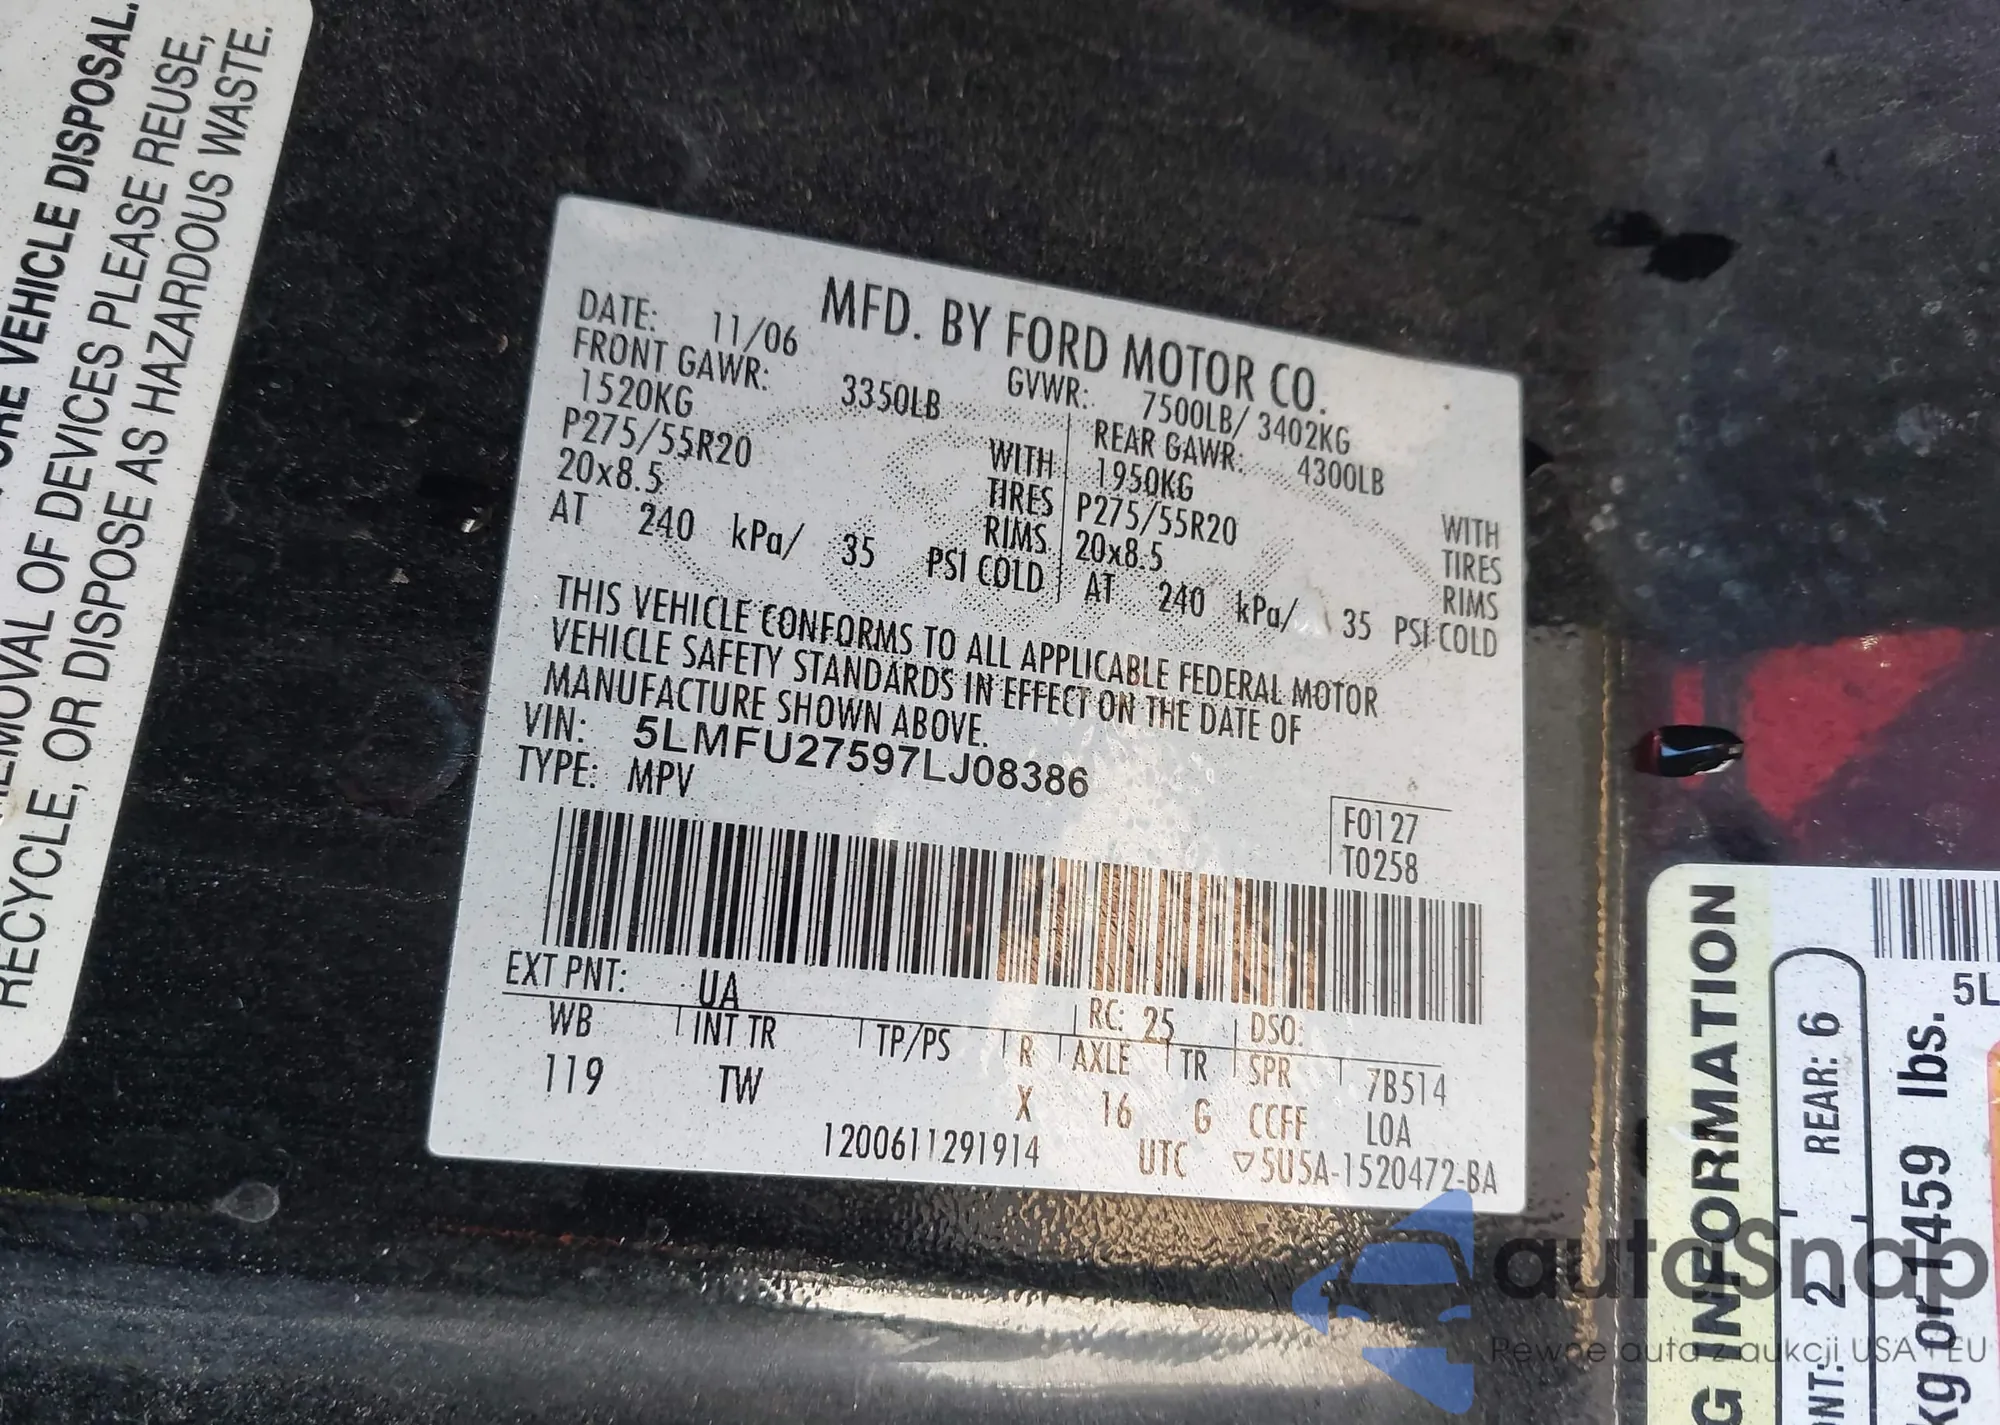 ORE VEHICLE DISPOSAL.
REMOVAL OF DEVICES PLEASE REUSE,
RECYCLE, OR DISPOSE AS HAZARDOUS WASTE.
MFD. BY FORD MOTOR CO.
DATE: 11/06 GVWR: 7500LB/ 3402KG
FRONT GAWR: 3350LB REAR GAWR: 4300LB
1520KG WITH 1950KG WITH
P275/55R20 TIRES P275/55R20 TIRES
20x8.5 RIMS 20x8.5 RIMS
AT 240 kPa/ 35 PSI COLD AT 240 kPa/ 35 PSI COLD
THIS VEHICLE CONFORMS TO ALL APPLICABLE FEDERAL MOTOR
VEHICLE SAFETY STANDARDS IN EFFECT ON THE DATE OF
MANUFACTURE SHOWN ABOVE.
VIN: 5LMFU27597LJ08386
TYPE: MPV
F0127
T0258
EXT PNT: UA RC: 25 DSO:
WB INT TR TP/PS R AXLE TR SPR 7B514
119 TW X 16 G CCFF LOA
1200611291914 UTC ▽5U5A-1520472-BA
G INFORMATION
NT: 2 REAR: 6
kg or 1459 lbs.
5L
autoSnap
Pewne auta z aukcji USA i EU